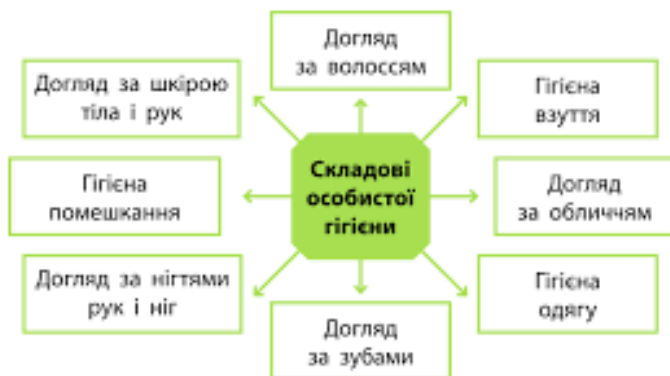 Догляд
за волоссям
Догляд за шкірою
тіла і рук
Гігієна
взуття
Складові
особистої
гігієни
Гігієна
помешкання
Догляд
за обличчям
Догляд за нігтями
рук і ніг
Гігієна
одягу
Догляд
за зубами